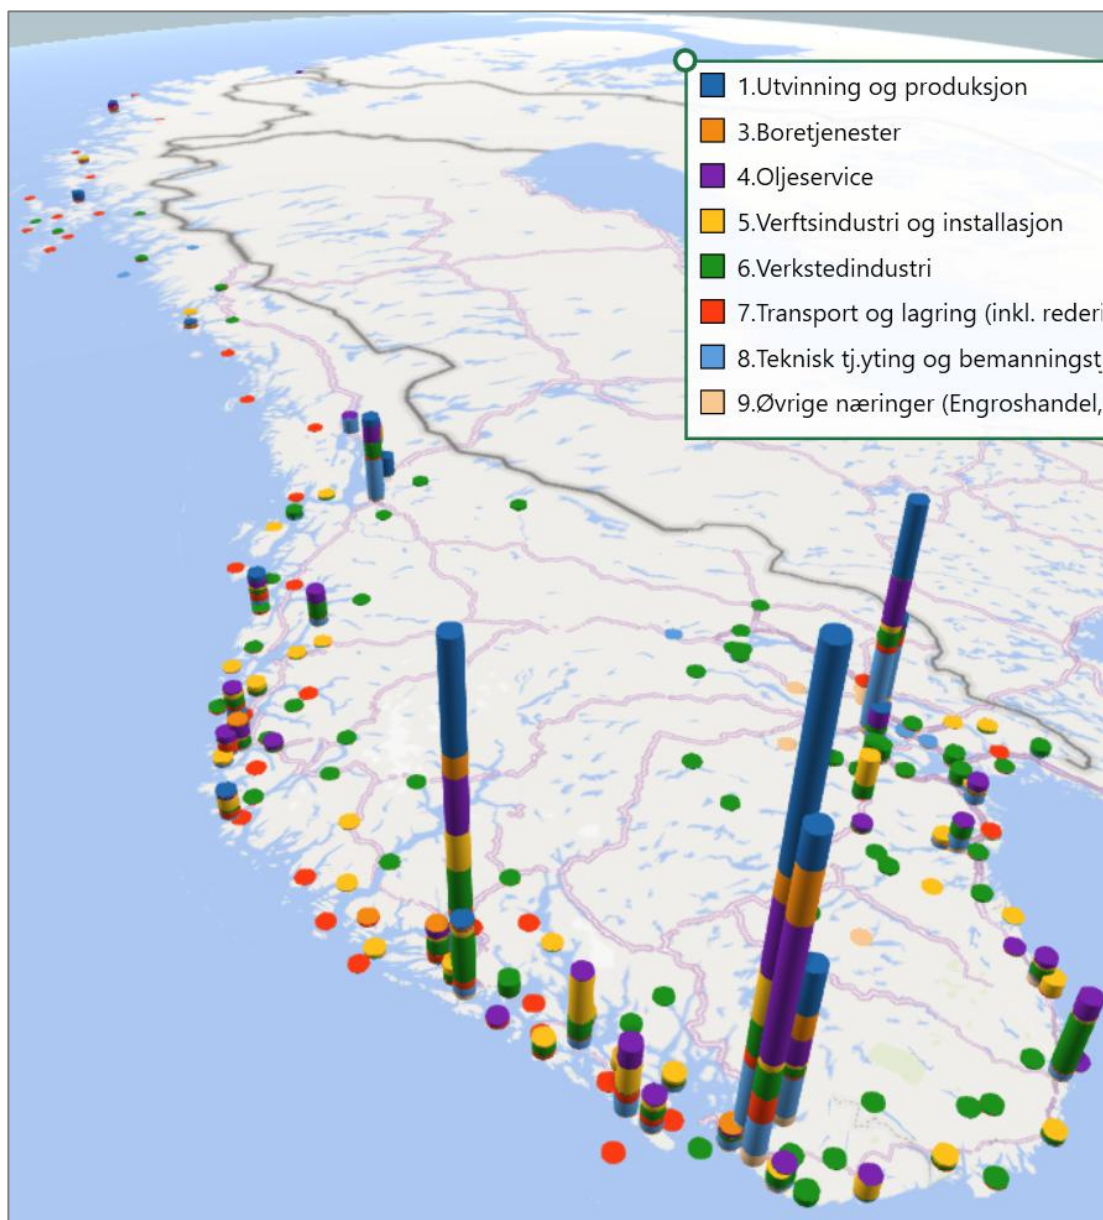 1.Utvinning og produksjon
3.Boretjenester
4.Oljeservice
5.Verftsindustri og installasjon
6.Verkstedindustri
7.Transport og lagring (inkl. rederi
8.Teknisk tj.yting og bemanningstj
9.Øvrige næringer (Engroshandel,